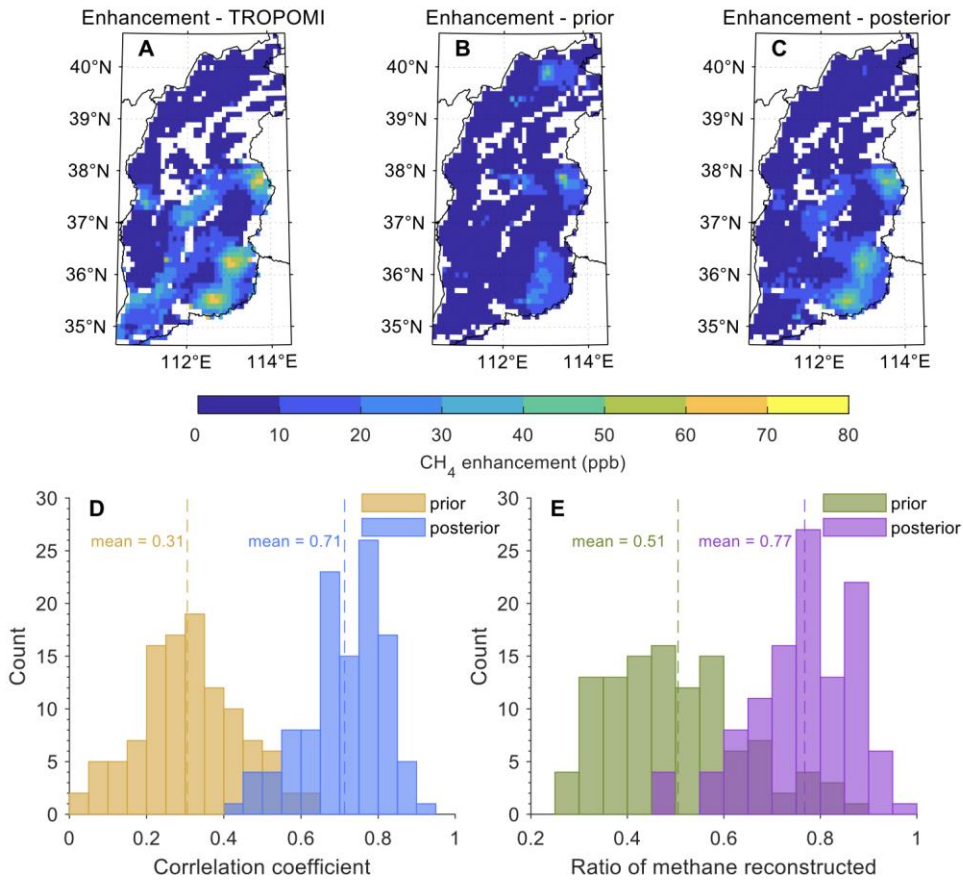 Enhancement - TROPOMI
Enhancement - prior
Enhancement - posterior
A
B
C
40°N
39°N
38°N
37°N
36°N
35°N
112°E
114°E
40°N
39°N
38°N
37°N
36°N
35°N
112°E
114°E
40°N
39°N
38°N
37°N
36°N
35°N
112°E
114°E
0 10 20 30 40 50 60 70 80
CH4 enhancement (ppb)
D
prior
posterior
mean = 0.31
mean = 0.71
30
25
20
15
10
5
0
Count
0 0.2 0.4 0.6 0.8 1
Corrlelation coefficient
E
prior
posterior
mean = 0.51
mean = 0.77
30
25
20
15
10
5
0
Count
0.2 0.4 0.6 0.8 1
Ratio of methane reconstructed